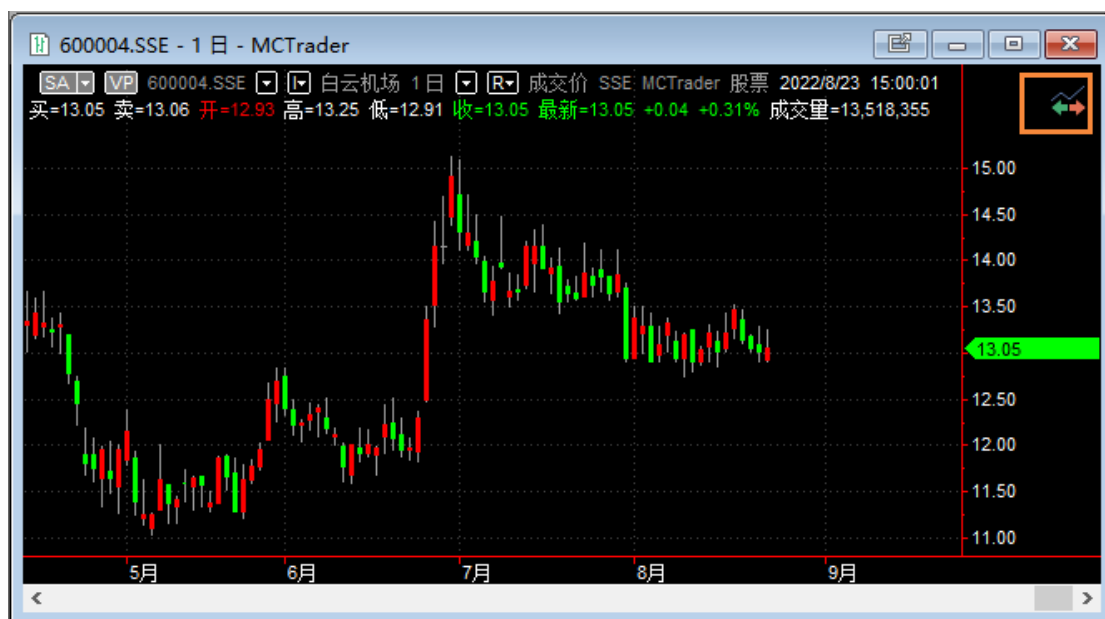 600004.SSE - 1 日 - MCTrader
SA VP 600004.SSE I 白云机场 1 日 R 成交价 SSE MCTrader 股票 2022/8/23 15:00:01
买=13.05 卖=13.06 开=12.93 高=13.25 低=12.91 收=13.05 最新=13.05 +0.04 +0.31% 成交量=13,518,355
15.00
14.50
14.00
13.50
13.05
12.50
12.00
11.50
11.00
5月 6月 7月 8月 9月